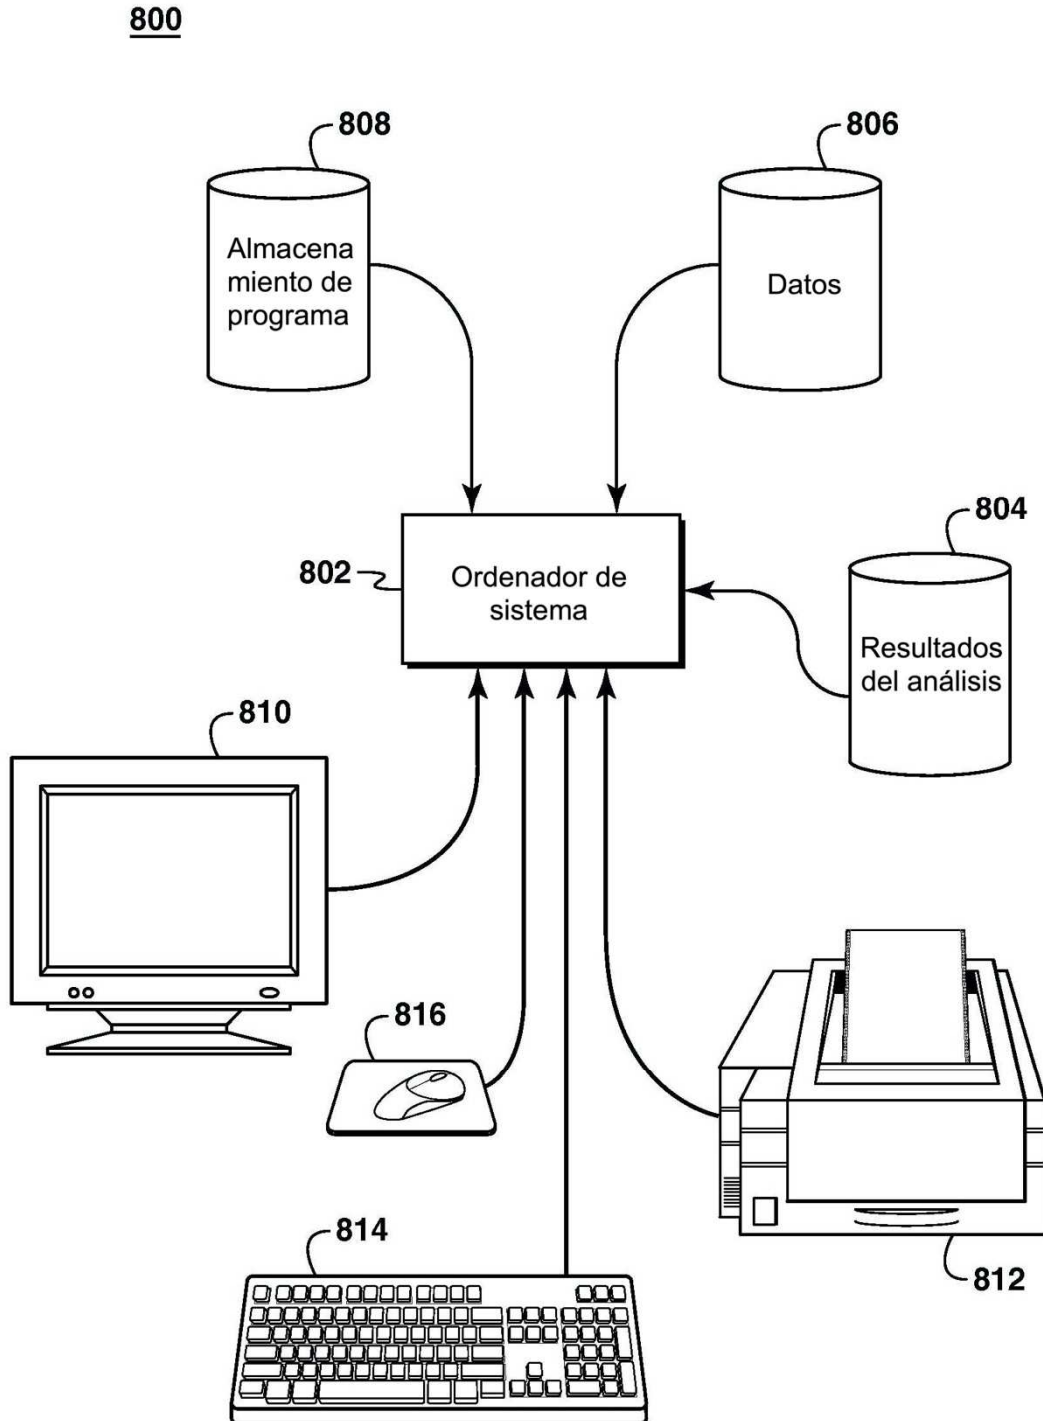 800
808
806
Almacena
miento de
programa
Datos
804
802
Ordenador de
sistema
Resultados
del análisis
810
816
814
812